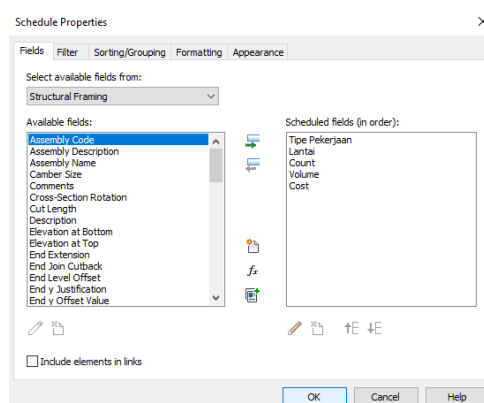 Schedule Properties
Fields Filter Sorting/Grouping Formatting Appearance
Select available fields from:
Structural Framing
Available fields:
Assembly Code
Assembly Description
Assembly Name
Camber Size
Comments
Cross-Section Rotation
Cut Length
Description
Elevation at Bottom
Elevation at Top
End Extension
End Join Cutback
End Level Offset
End y Justification
End y Offset Value
fx
Scheduled fields (in order):
Tipe Pekerjaan
Lantai
Count
Volume
Cost
Include elements in links
OK Cancel Help